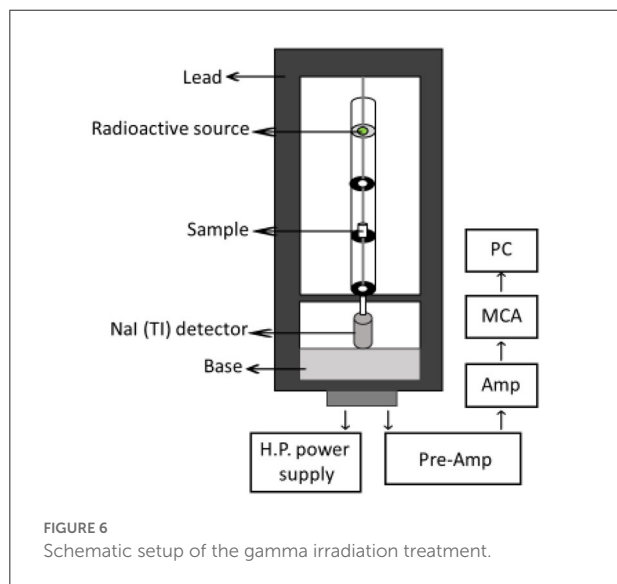 Lead
Radioactive source
Sample
NaI (TI) detector
Base
PC
MCA
Amp
H.P. power
supply
Pre-Amp
FIGURE 6
Schematic setup of the gamma irradiation treatment.